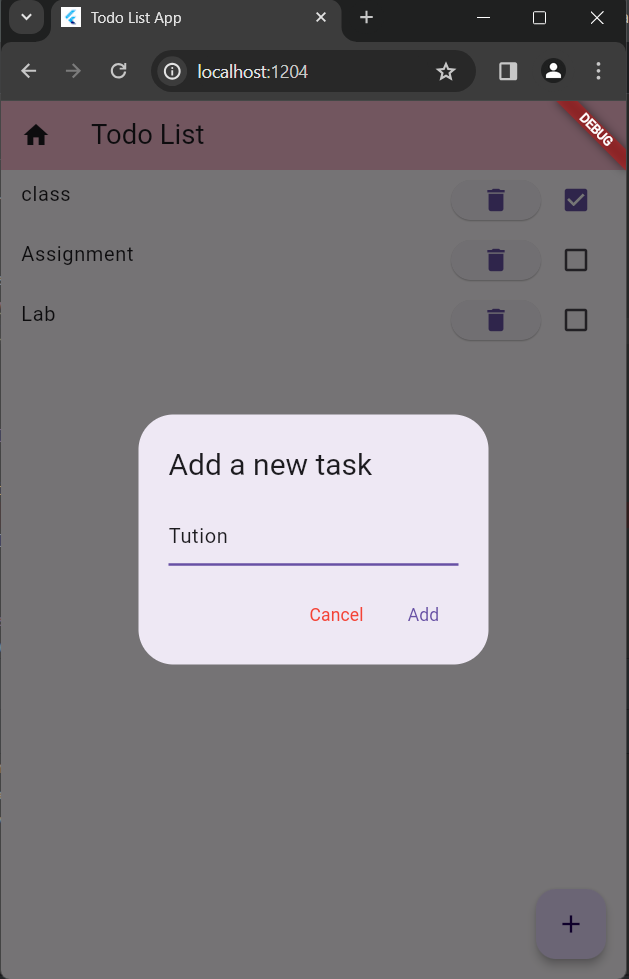 Todo List App
localhost:1204
Todo List
DEBUG
class
Assignment
Lab
Add a new task
Tution
Cancel Add